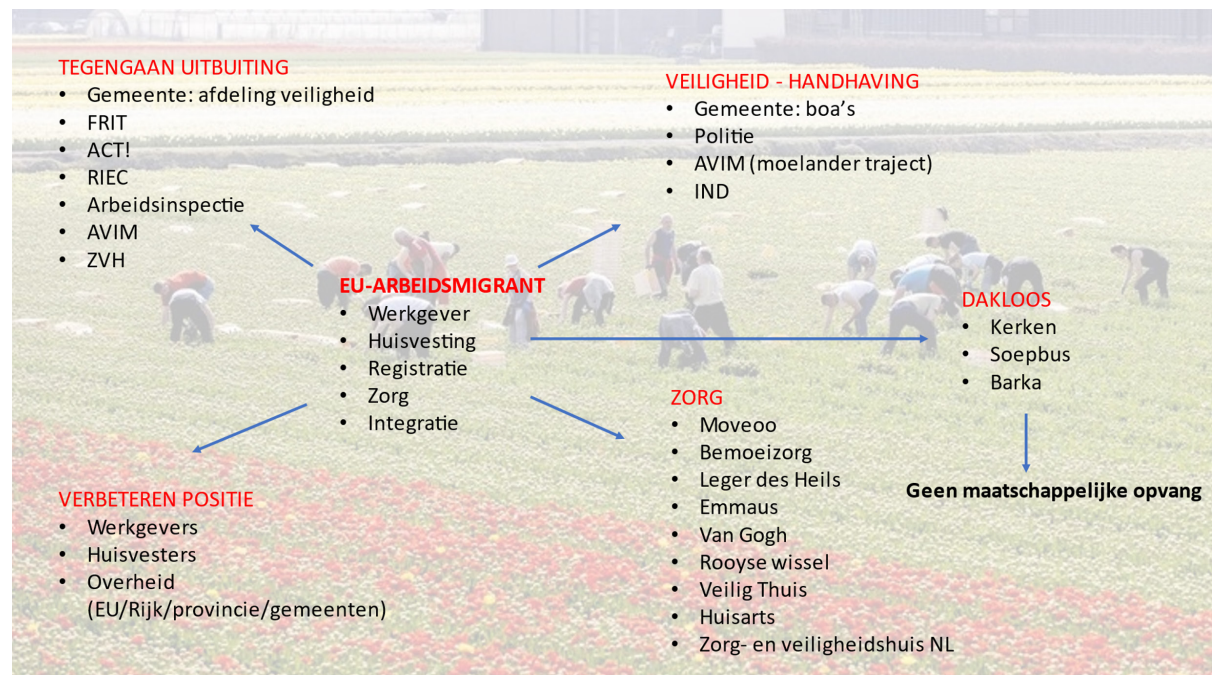 TEGENGAAN UITBUITING
• Gemeente: afdeling veiligheid
• FRIT
• ACT!
• RIEC
• Arbeidsinspectie
• AVIM
• ZVH
VEILIGHEID - HANDHAVING
• Gemeente: boa's
• Politie
• AVIM (moelander traject)
• IND
EU-ARBEIDSMIGRANT
• Werkgever
• Huisvesting
• Registratie
• Zorg
• Integratie
DAKLOOS
• Kerken
• Soepbus
• Barka
Geen maatschappelijke opvang
ZORG
• Moveoo
• Bemoeizorg
• Leger des Heils
• Emmaus
• Van Gogh
• Rooyse wissel
• Veilig Thuis
• Huisarts
• Zorg- en veiligheidshuis NL
VERBETEREN POSITIE
• Werkgevers
• Huisvesters
• Overheid
(EU/Rijk/provincie/gemeenten)